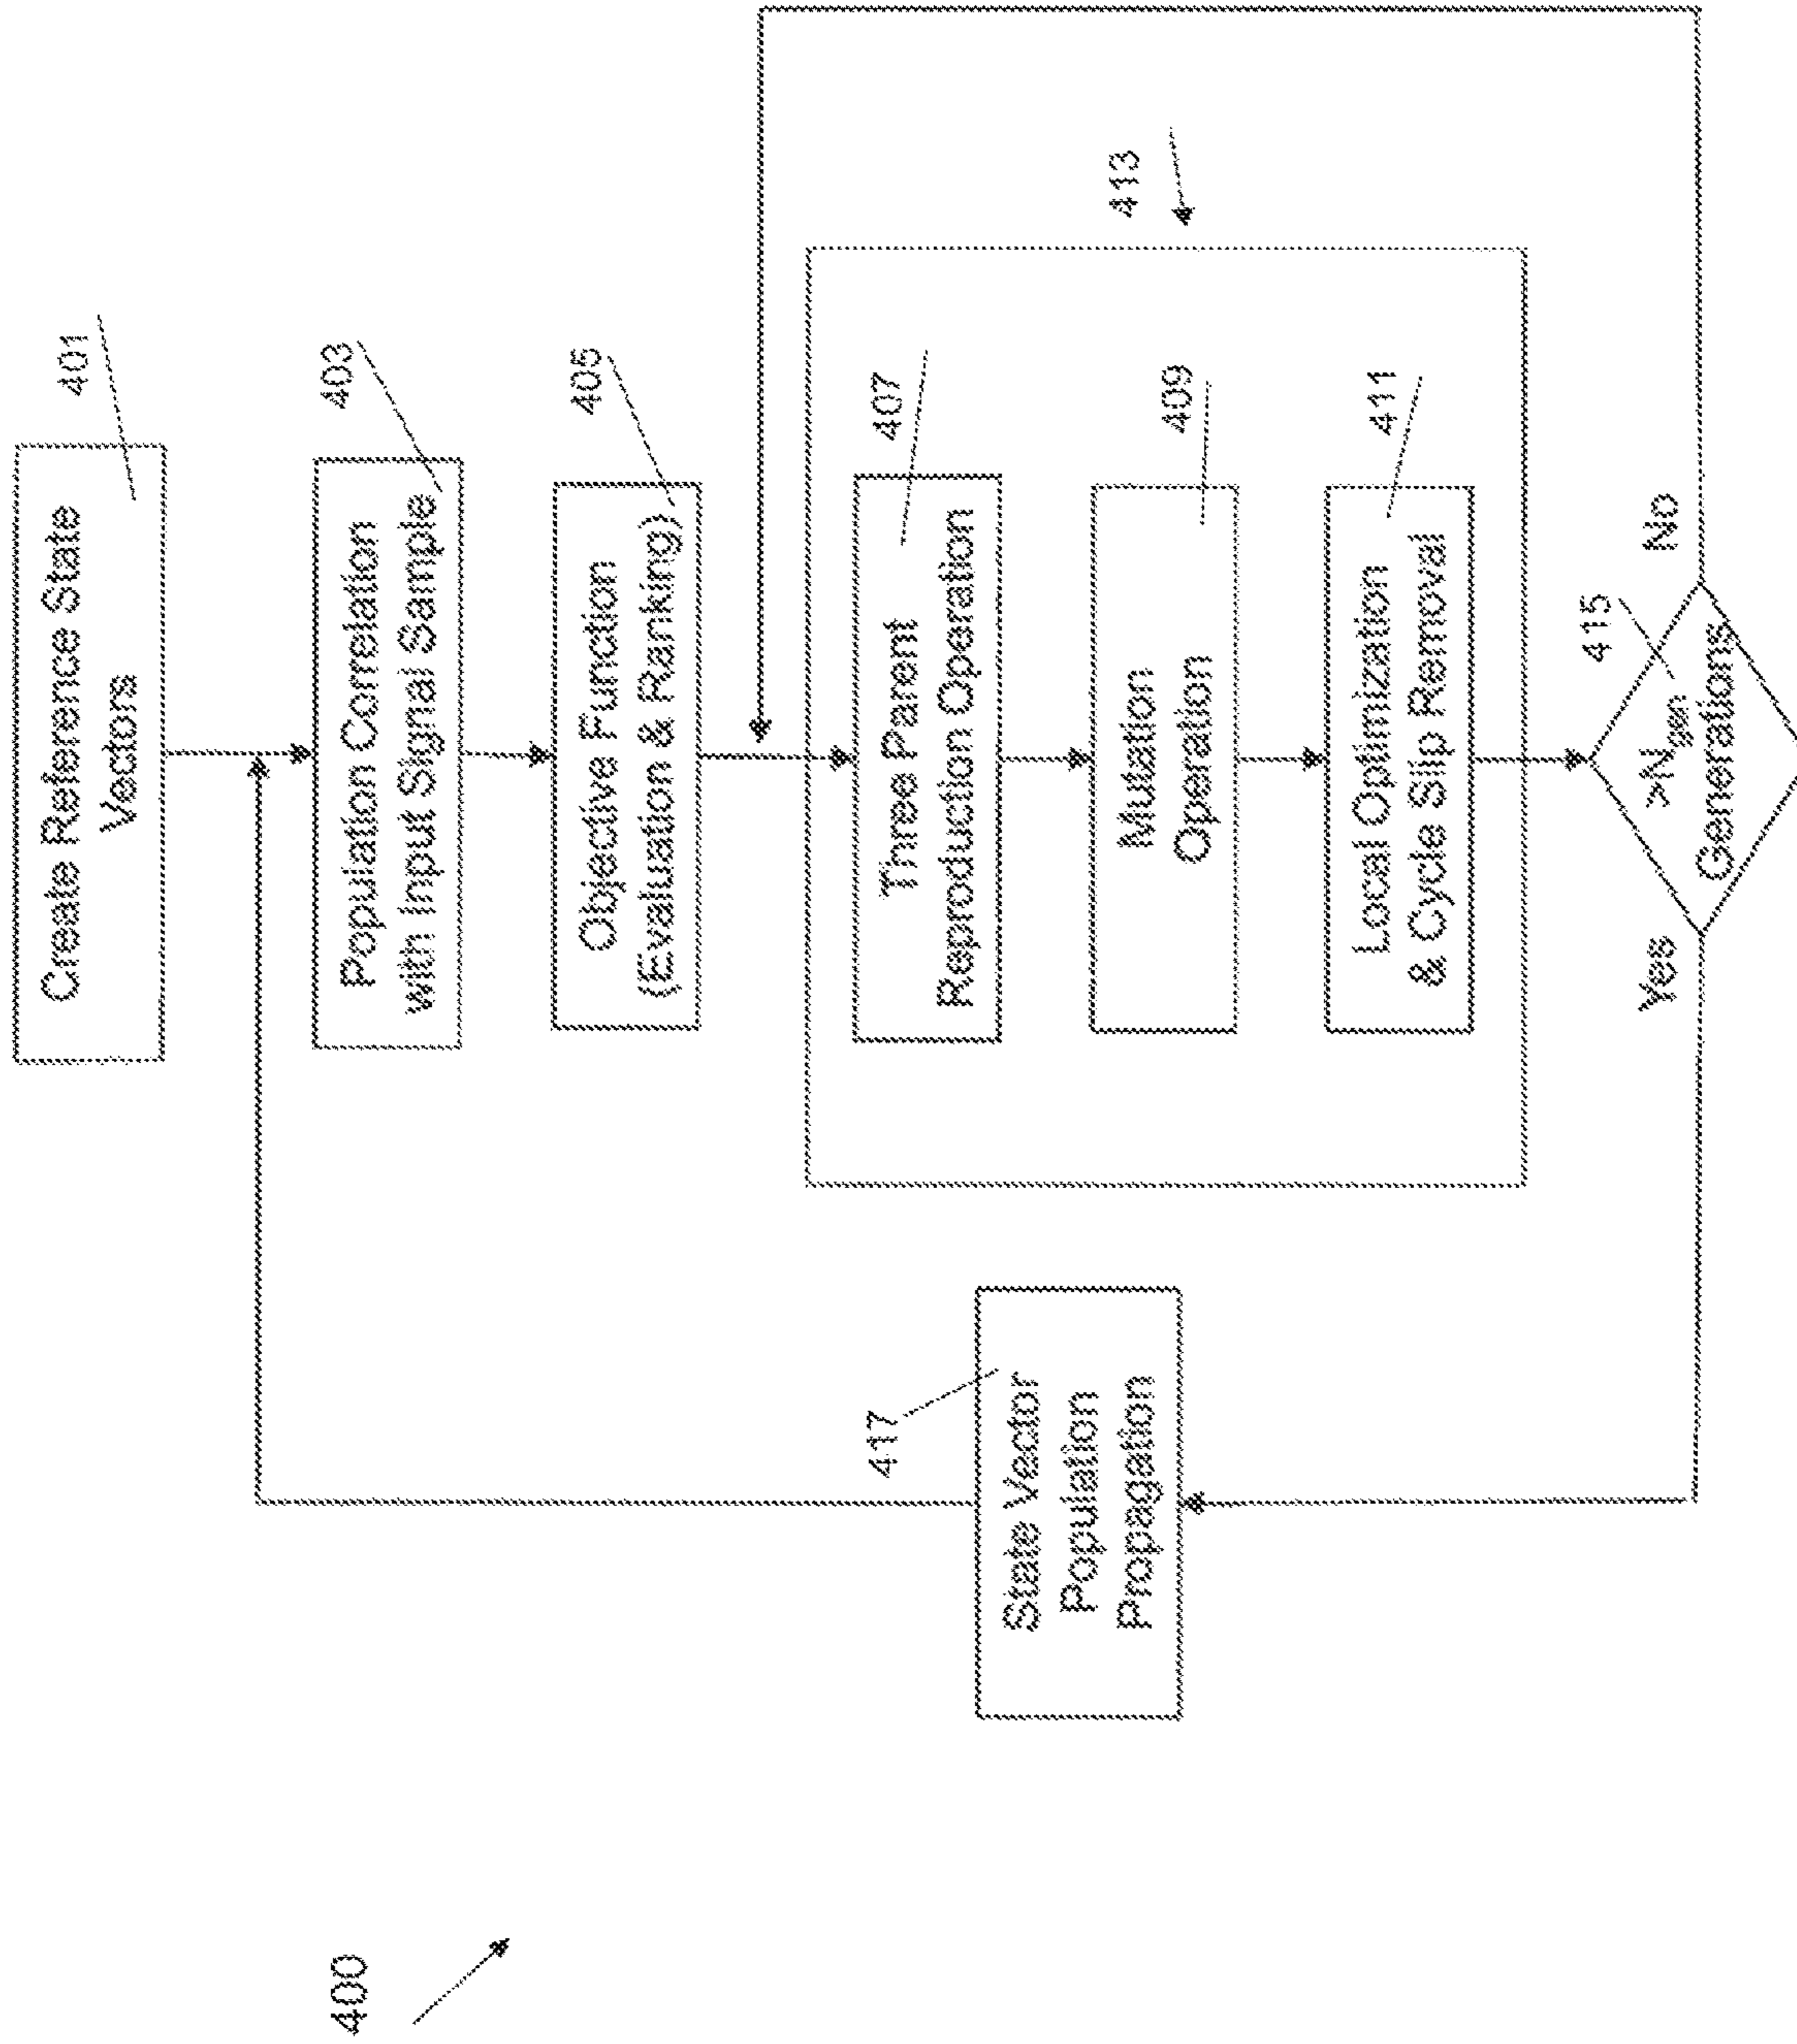 400
Create Reference State
Vectors
401
Population Correlation
with Input Signal Sample
403
Objective Function
(Evaluation & Ranking)
405
413
Three Parent
Reproduction Operation
407
Mutation
Operation
409
Local Optimization
& Cycle Slip Removal
411
>Ngen
Generations
415
Yes
No
State Vector
Population
Propagation
417